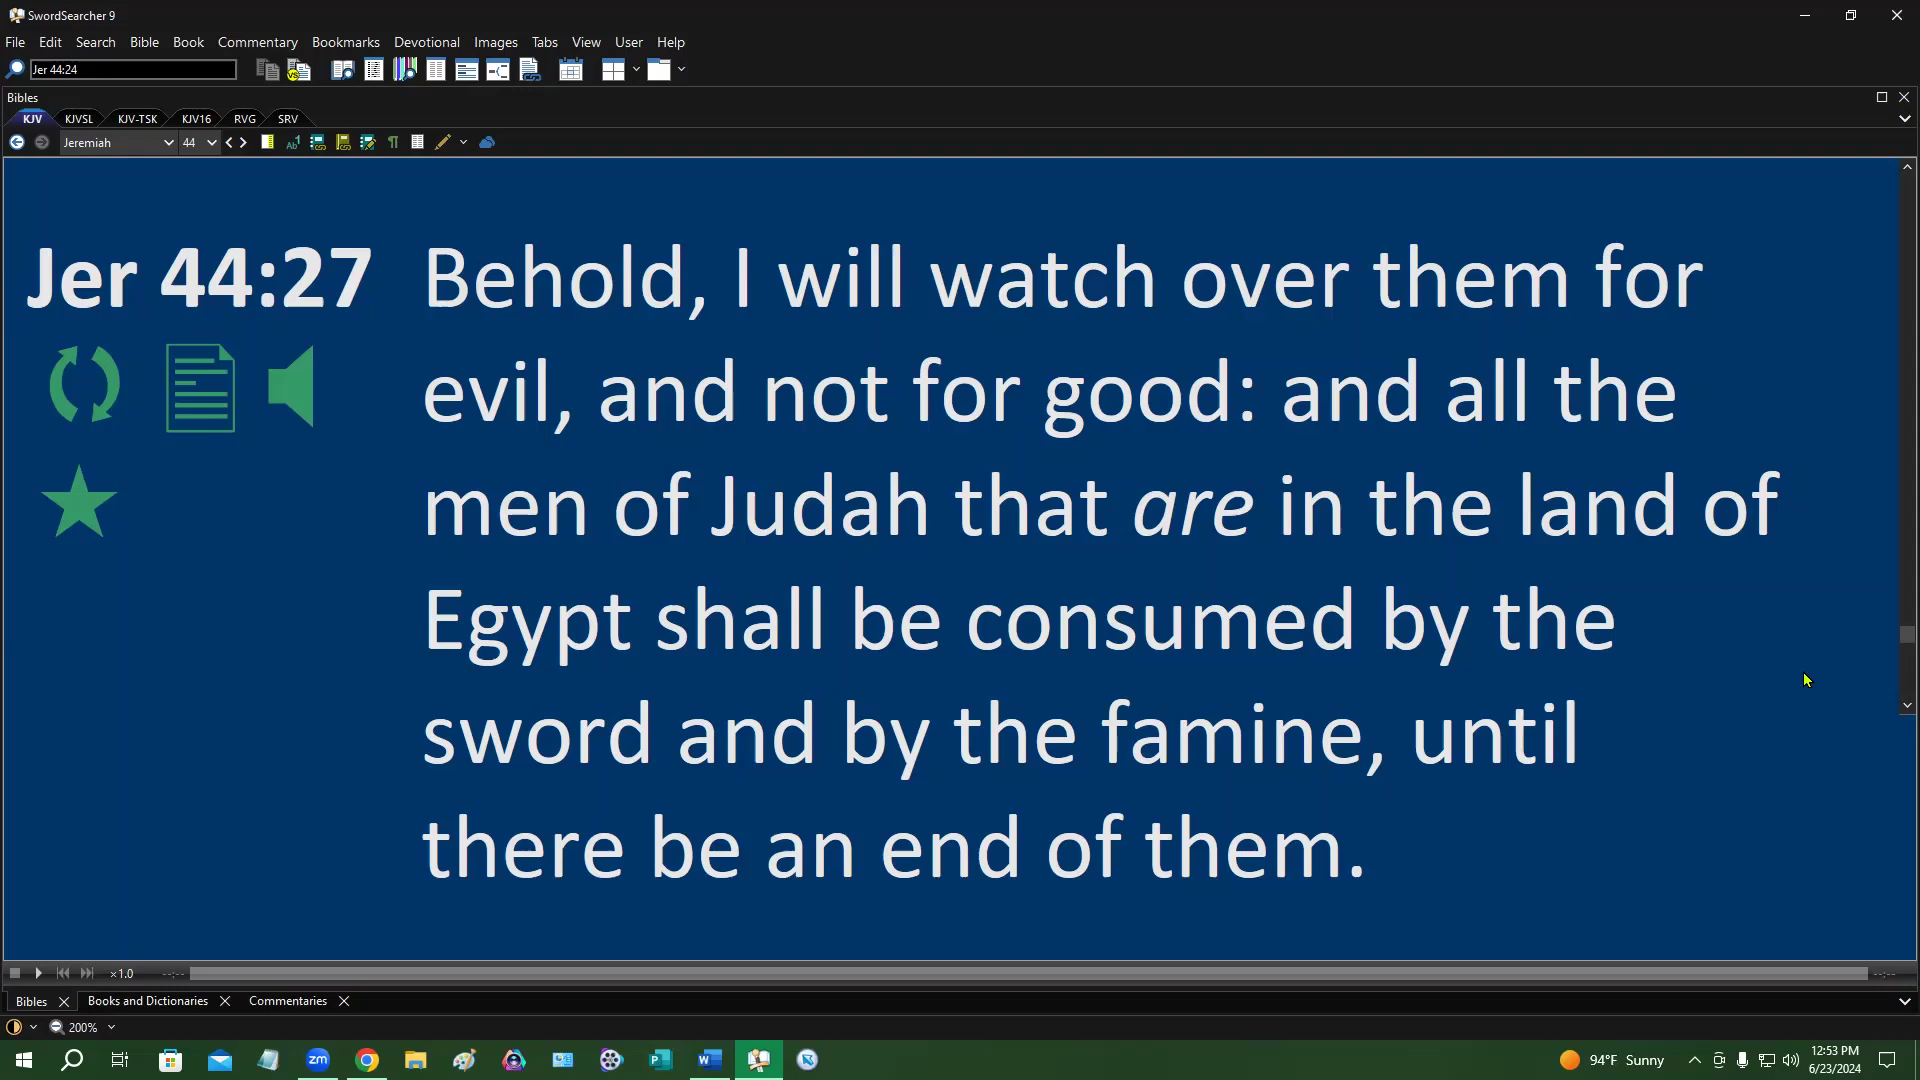 SwordSearcher 9
File Edit Search Bible Book Commentary Bookmarks Devotional Images Tabs View User Help
Jer 44:24
Bibles
KJV KJVSL KJV-TSK KJV16 RVG SRV
Jeremiah 44
Jer 44:27 Behold, I will watch over them for
evil, and not for good: and all the
men of Judah that are in the land of
Egypt shall be consumed by the
sword and by the famine, until
there be an end of them.
×1.0 --:-- --:--
Bibles Books and Dictionaries Commentaries
200%
zm 94°F Sunny 12:53 PM
6/23/2024